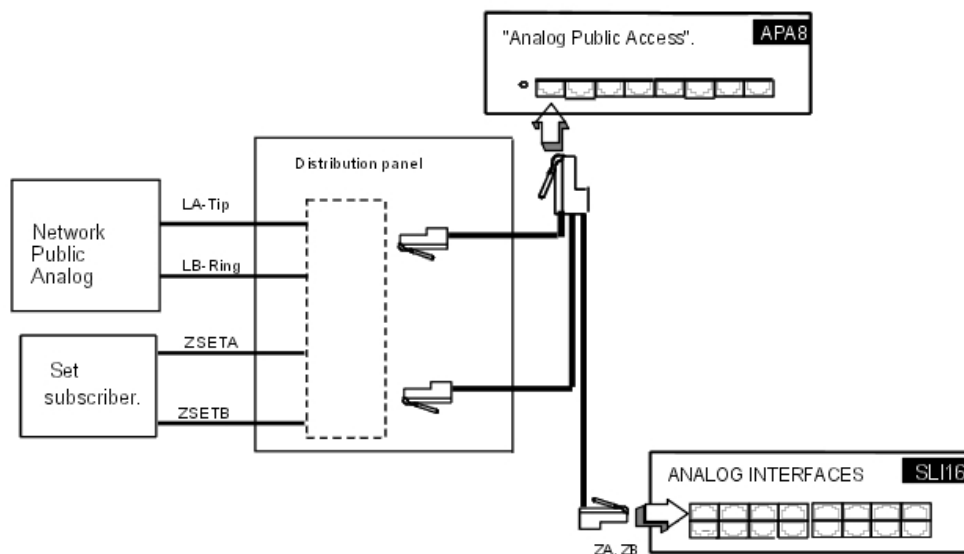 "Analog Public Access".
APA8
Distribution panel
Network
Public
Analog
LA-Tip
LB-Ring
Set
subscriber.
ZSETA
ZSETB
ANALOG INTERFACES
SLI16
ZA, ZB